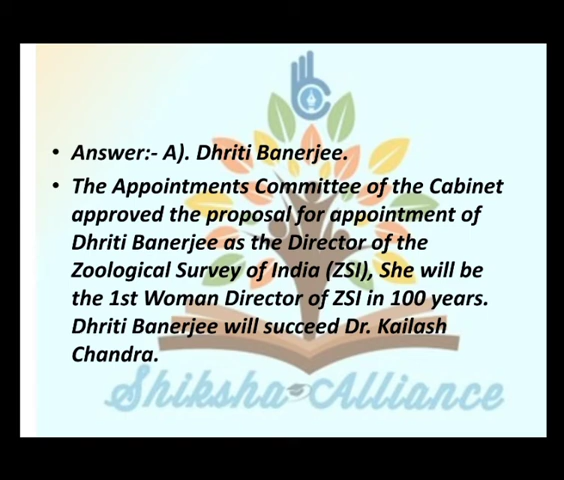 • Answer:- A). Dhriti Banerjee.
• The Appointments Committee of the Cabinet
approved the proposal for appointment of
Dhriti Banerjee as the Director of the
Zoological Survey of India (ZSI), She will be
the 1st Woman Director of ZSI in 100 years.
Dhriti Banerjee will succeed Dr. Kailash
Chandra.
Shiksha Alliance